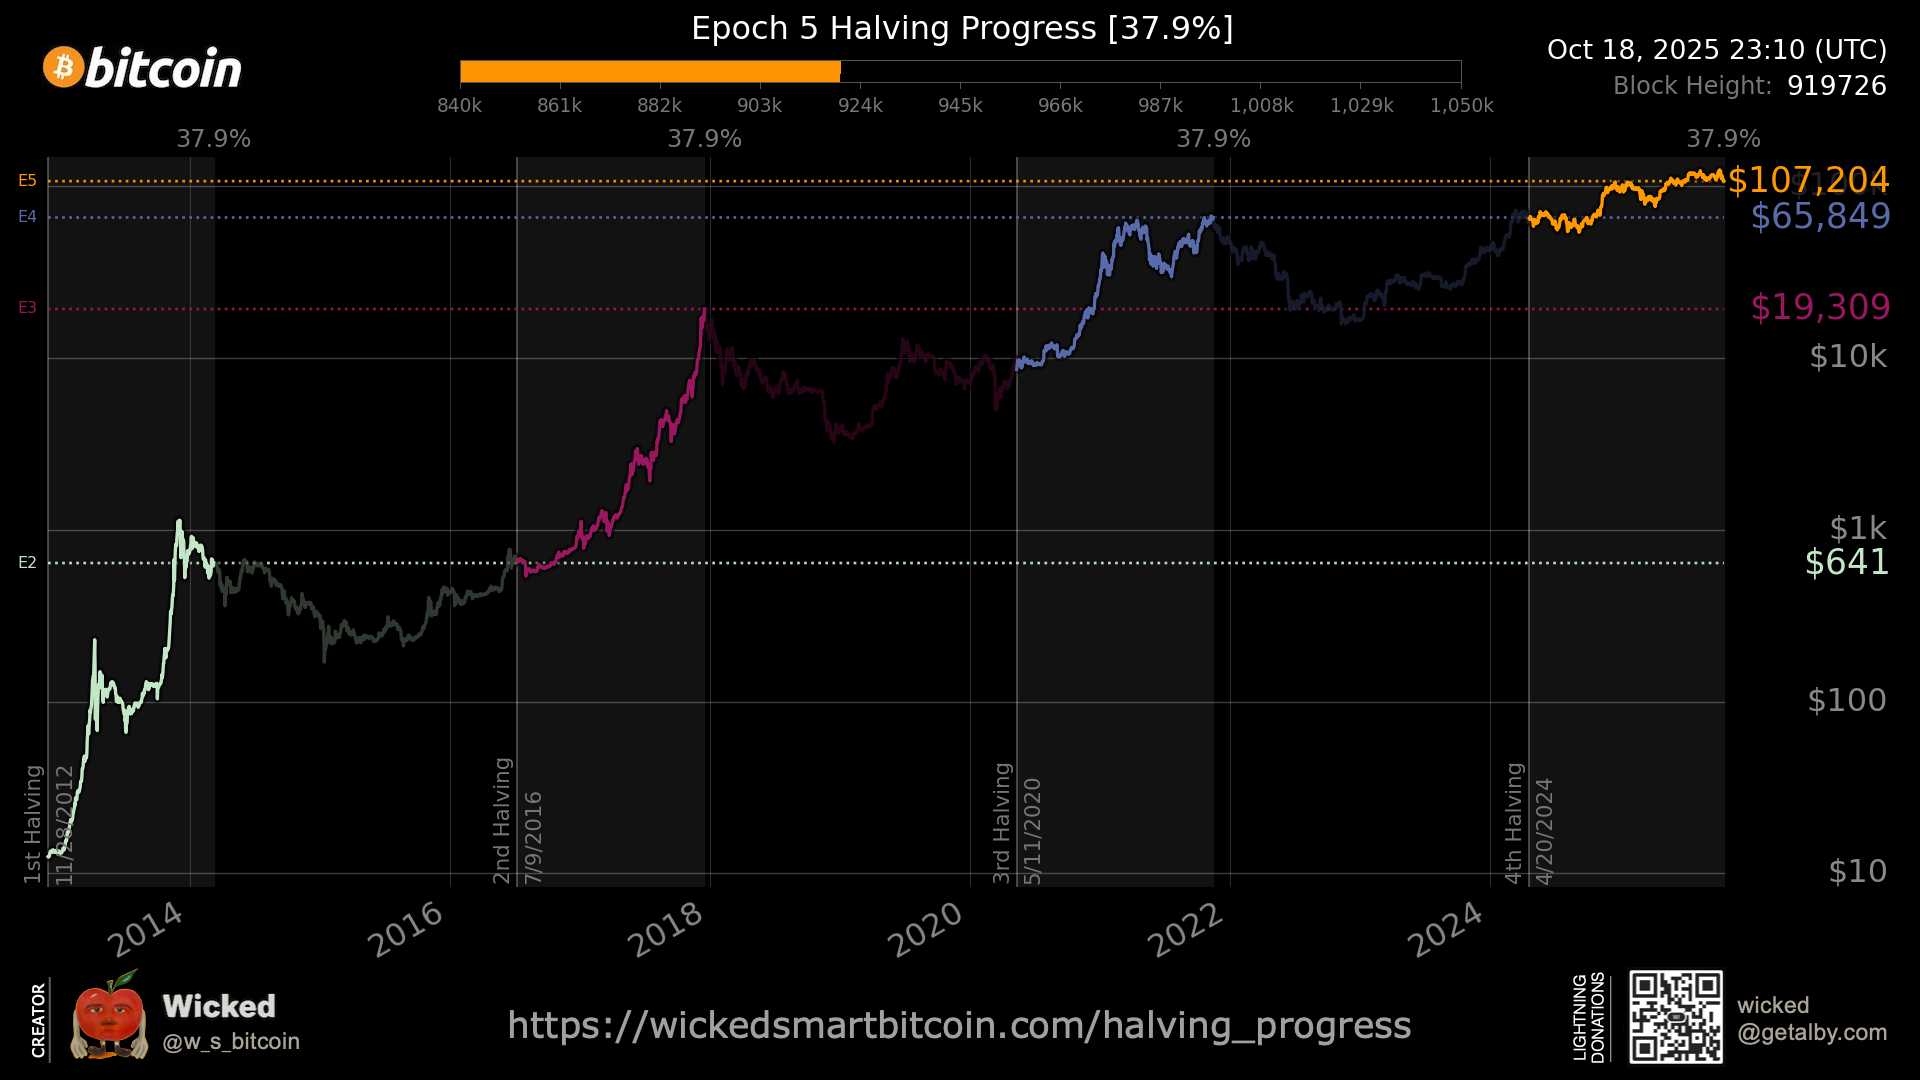 Epoch 5 Halving Progress [37.9%]
bitcoin
Oct 18, 2025 23:10 (UTC)
Block Height: 919726
840k 861k 882k 903k 924k 945k 966k 987k 1,008k 1,029k 1,050k
37.9% 37.9% 37.9% 37.9%
E5
$107,204
E4
$65,849
E3
$19,309
$10k
$1k
E2
$641
$100
$10
1st Halving
11/28/2012
2nd Halving
7/9/2016
3rd Halving
5/11/2020
4th Halving
4/20/2024
2014 2016 2018 2020 2022 2024
CREATOR
Wicked
@w_s_bitcoin
https://wickedsmartbitcoin.com/halving_progress
LIGHTNING
DONATIONS
wicked
@getalby.com